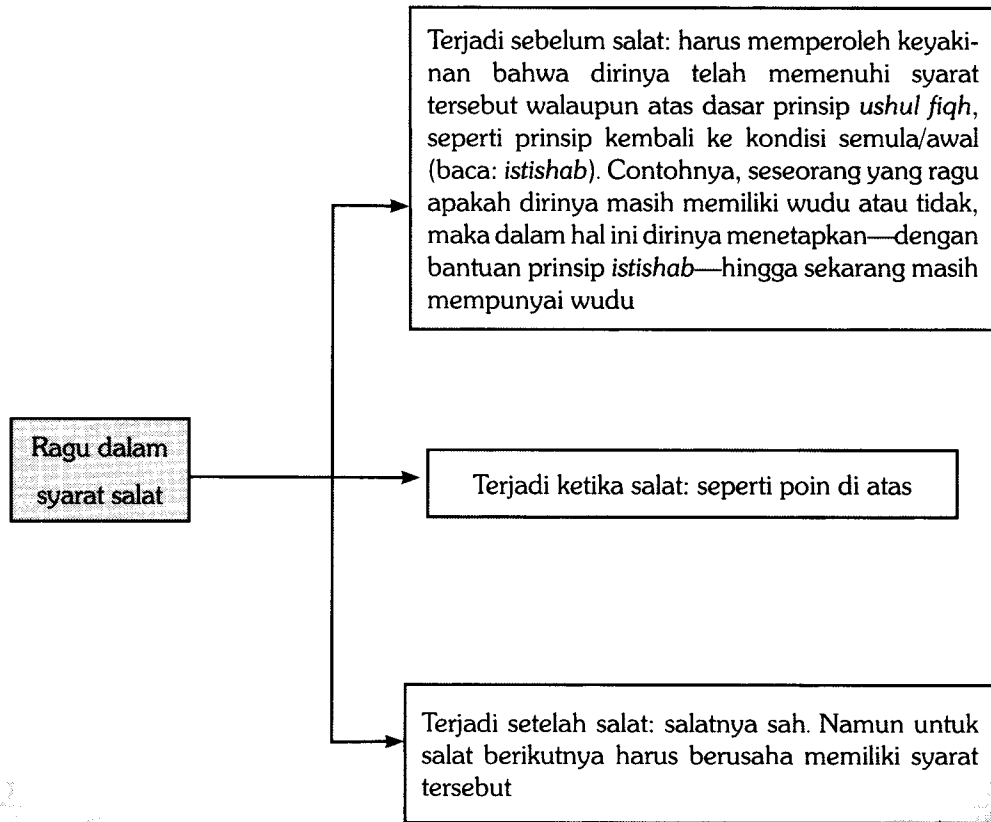 Terjadi sebelum salat: harus memperoleh keyaki-
nan bahwa dirinya telah memenuhi syarat
tersebut walaupun atas dasar prinsip ushul fiqh,
seperti prinsip kembali ke kondisi semula/awal
(baca: istishab). Contohnya, seseorang yang ragu
apakah dirinya masih memiliki wudu atau tidak,
maka dalam hal ini dirinya menetapkan—dengan
bantuan prinsip istishab—hingga sekarang masih
mempunyai wudu
Ragu dalam
syarat salat
Terjadi ketika salat: seperti poin di atas
Terjadi setelah salat: salatnya sah. Namun untuk
salat berikutnya harus berusaha memiliki syarat
tersebut